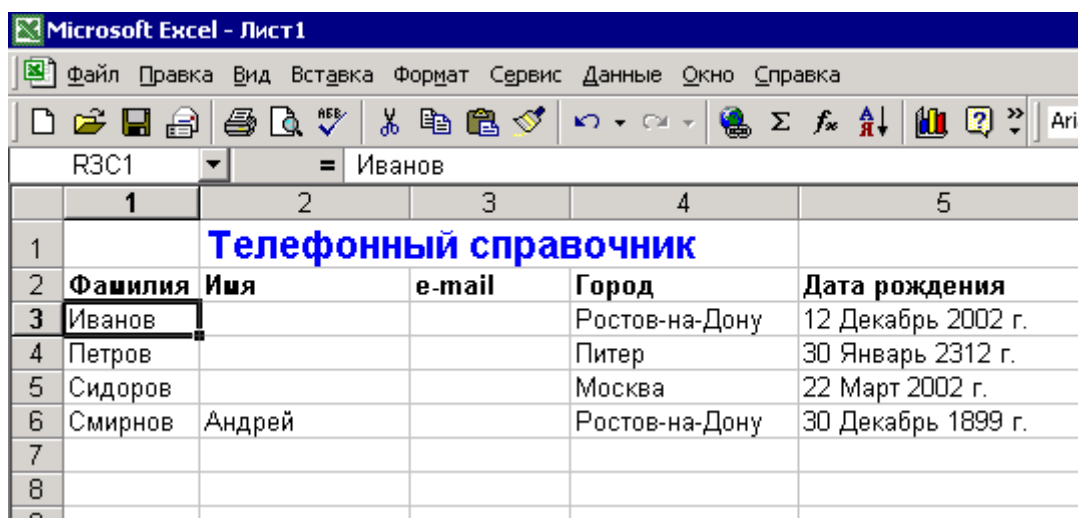 Microsoft Excel - Лист1
Файл Правка Вид Вставка Формат Сервис Данные Окно Справка
Ari
R3C1 = Иванов
1 2 3 4 5
1 Телефонный справочник
2 Фамилия Имя e-mail Город Дата рождения
3 Иванов Ростов-на-Дону 12 Декабрь 2002 г.
4 Петров Питер 30 Январь 2312 г.
5 Сидоров Москва 22 Март 2002 г.
6 Смирнов Андрей Ростов-на-Дону 30 Декабрь 1899 г.
7
8